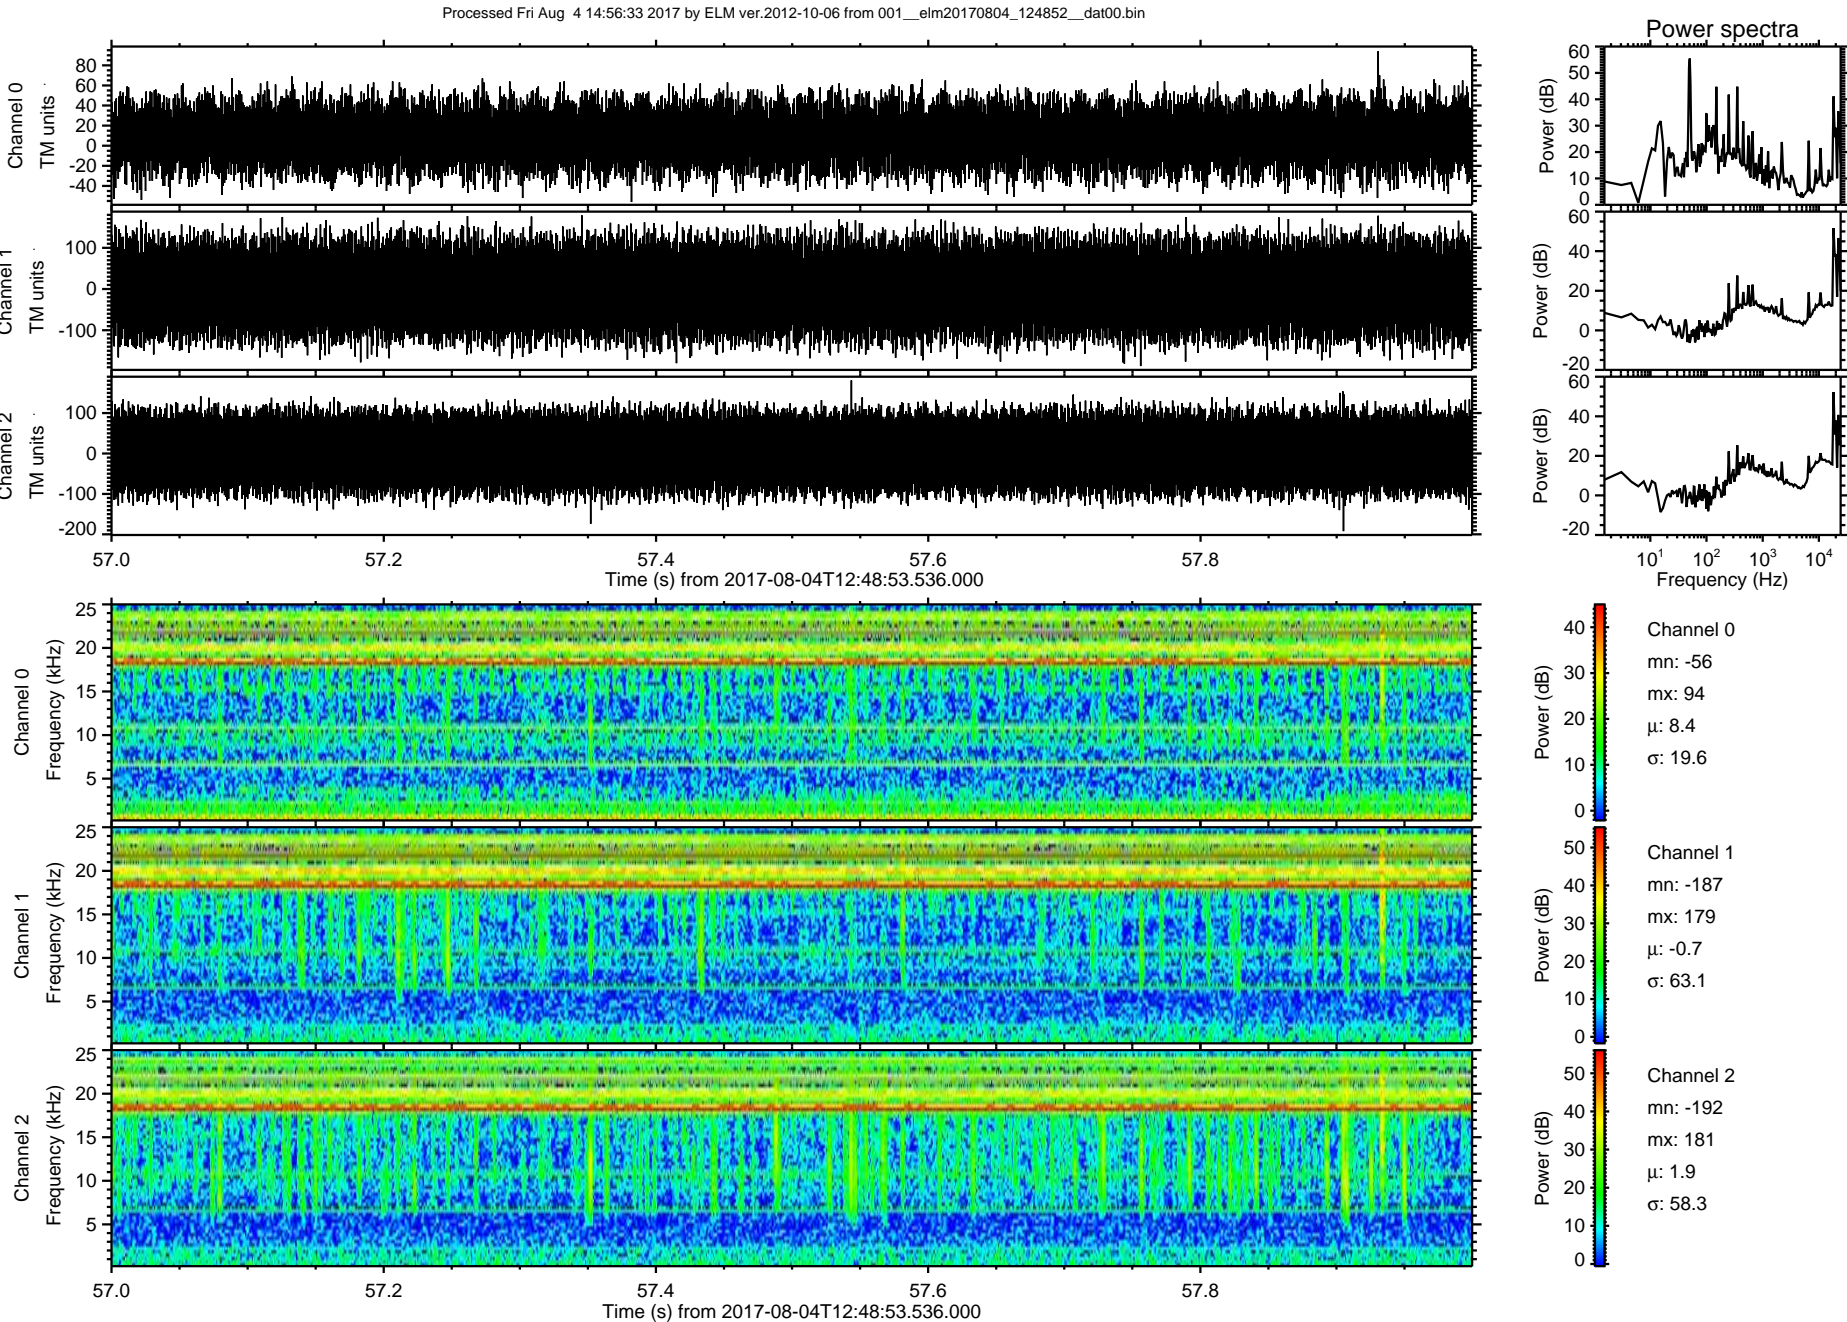 Processed Fri Aug  4 14:56:33 2017 by ELM ver.2012-10-06 from 001__elm20170804_124852__dat00.bin
Power spectra
Channel 0
TM units
80
60
40
20
0
-20
-40
Power (dB)
60
50
40
30
20
10
0
Channel 1
TM units
100
0
-100
Power (dB)
60
40
20
0
-20
Channel 2
TM units
100
0
-100
-200
Power (dB)
60
40
20
0
-20
57.0 57.2 57.4 57.6 57.8
Time (s) from 2017-08-04T12:48:53.536.000
10¹ 10² 10³ 10⁴
Frequency (Hz)
Channel 0
Frequency (kHz)
25
20
15
10
5
Power (dB)
40
30
20
10
0
Channel 0
mn: -56
mx: 94
μ: 8.4
σ: 19.6
Channel 1
Frequency (kHz)
25
20
15
10
5
Power (dB)
50
40
30
20
10
0
Channel 1
mn: -187
mx: 179
μ: -0.7
σ: 63.1
Channel 2
Frequency (kHz)
25
20
15
10
5
Power (dB)
50
40
30
20
10
0
Channel 2
mn: -192
mx: 181
μ: 1.9
σ: 58.3
57.0 57.2 57.4 57.6 57.8
Time (s) from 2017-08-04T12:48:53.536.000